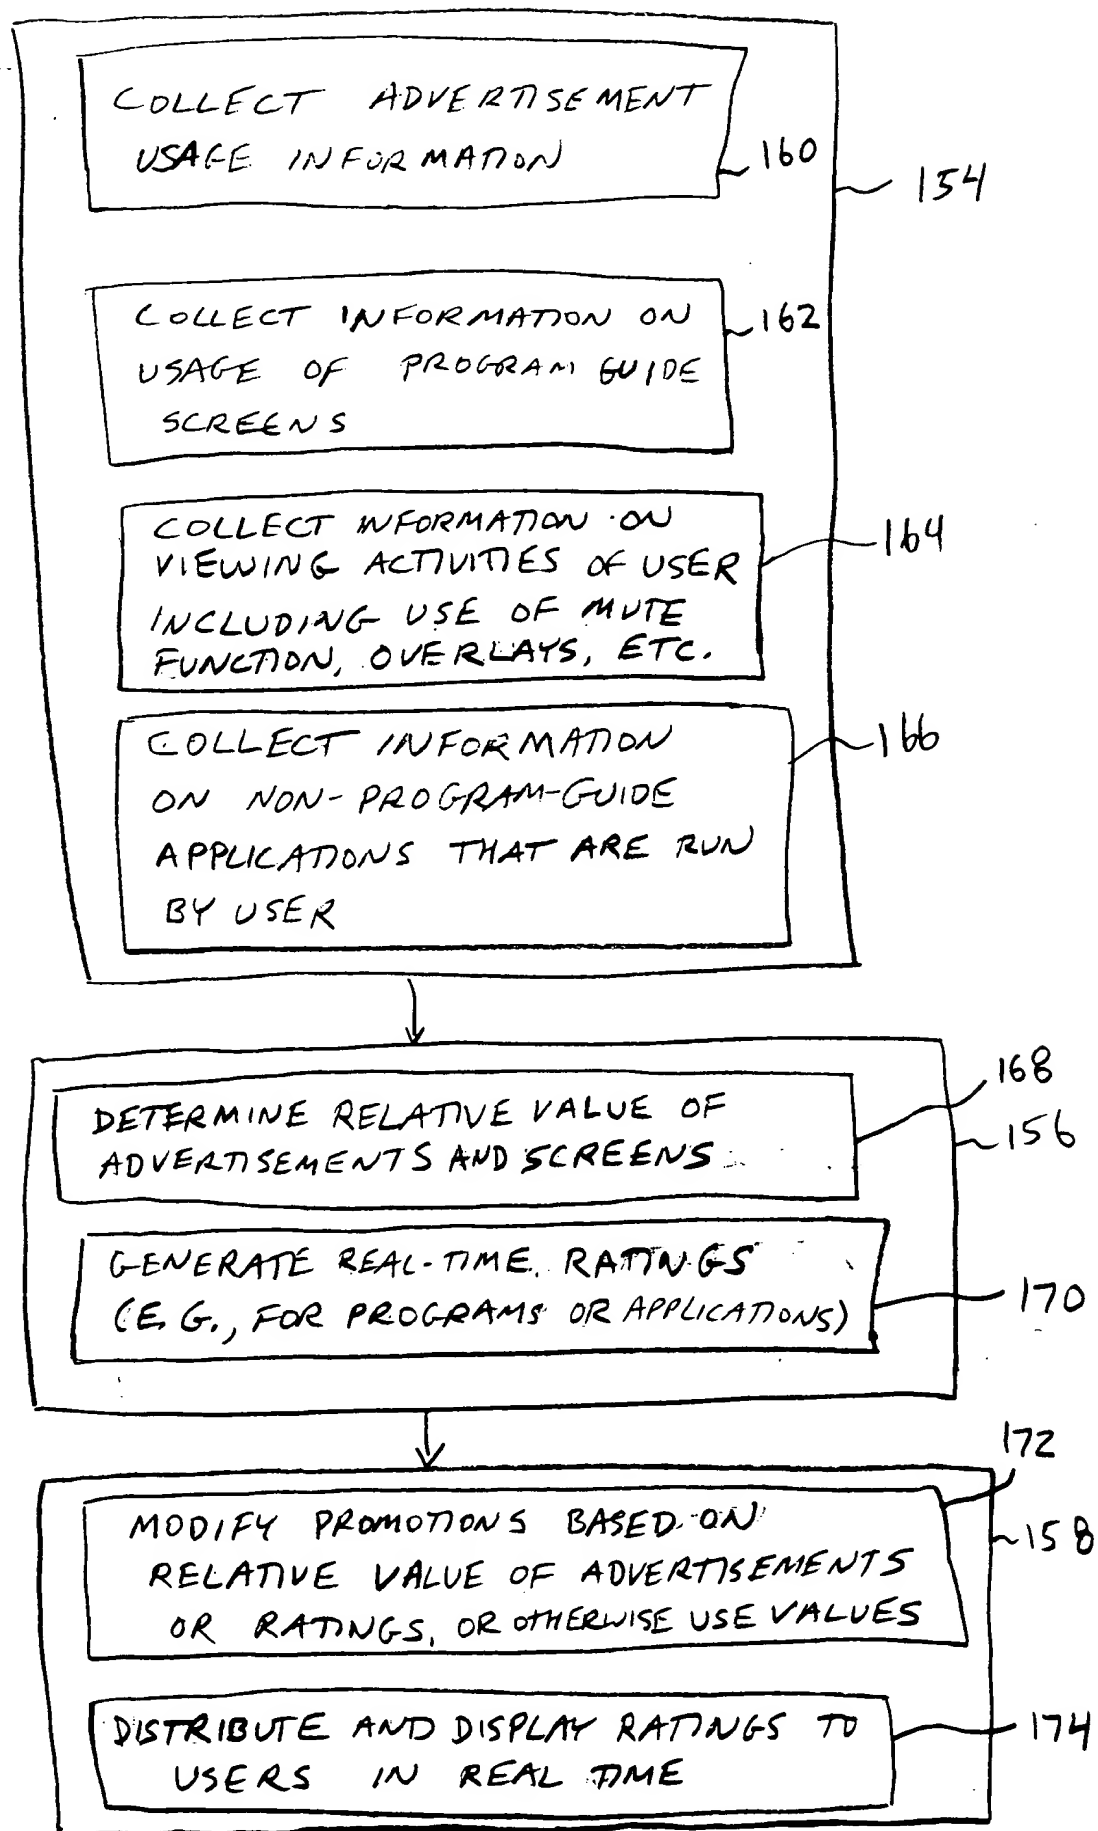 COLLECT ADVERTISEMENT
USAGE INFORMATION
160
154
COLLECT INFORMATION ON
USAGE OF PROGRAM GUIDE
SCREENS
162
COLLECT INFORMATION ON
VIEWING ACTIVITIES OF USER
INCLUDING USE OF MUTE
FUNCTION, OVERLAYS, ETC.
164
COLLECT INFORMATION
ON NON-PROGRAM-GUIDE
APPLICATIONS THAT ARE RUN
BY USER
166
DETERMINE RELATIVE VALUE OF
ADVERTISEMENTS AND SCREENS
168
156
GENERATE REAL-TIME RATINGS
(E.G., FOR PROGRAMS OR APPLICATIONS)
170
MODIFY PROMOTIONS BASED ON
RELATIVE VALUE OF ADVERTISEMENTS
OR RATINGS, OR OTHERWISE USE VALUES
172
158
DISTRIBUTE AND DISPLAY RATINGS TO
USERS IN REAL TIME
174